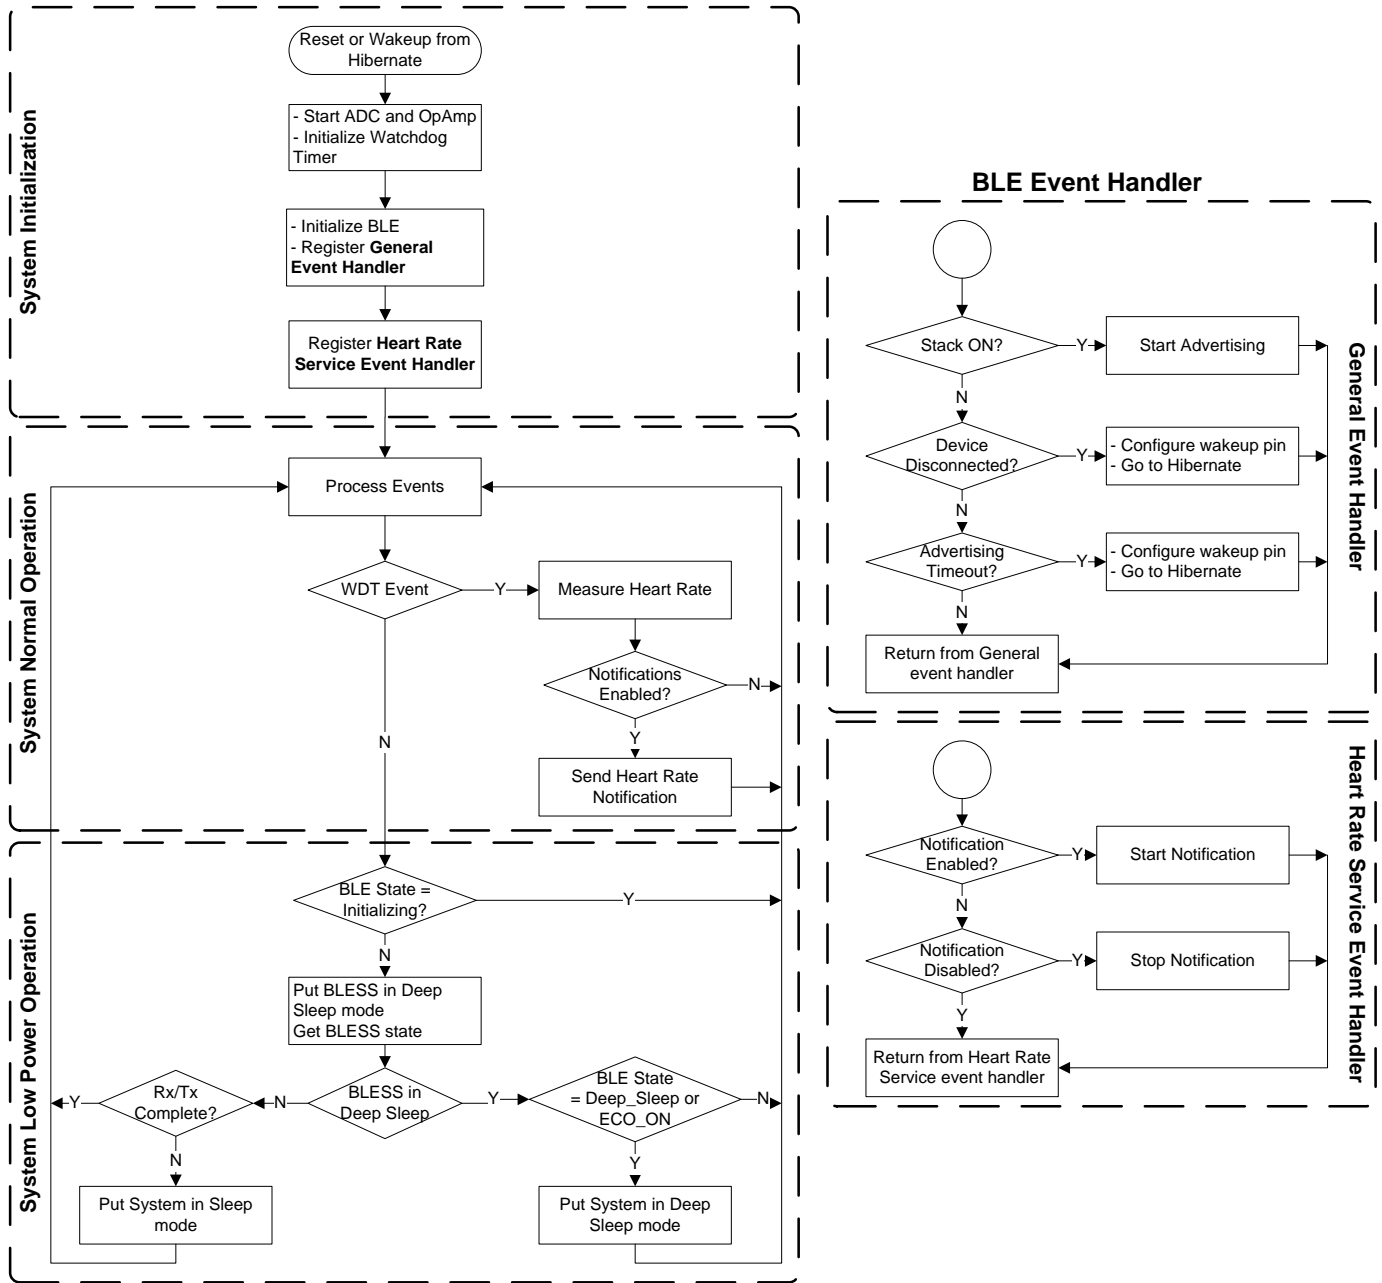 System Initialization
Reset or Wakeup from
Hibernate
- Start ADC and OpAmp
- Initialize Watchdog
Timer
- Initialize BLE
- Register General
Event Handler
Register Heart Rate
Service Event Handler
System Normal Operation
Process Events
WDT Event
Y
Measure Heart Rate
Notifications
Enabled?
N
Y
N
Send Heart Rate
Notification
System Low Power Operation
BLE State =
Initializing?
Y
N
Put BLESS in Deep
Sleep mode
Get BLESS state
BLESS in
Deep Sleep
N
Y
Rx/Tx
Complete?
Y
N
Put System in Sleep
mode
BLE State
= Deep_Sleep or
ECO_ON
N
Y
Put System in Deep
Sleep mode
BLE Event Handler
General Event Handler
Stack ON?
Y
Start Advertising
N
Device
Disconnected?
Y
- Configure wakeup pin
- Go to Hibernate
N
Advertising
Timeout?
Y
- Configure wakeup pin
- Go to Hibernate
N
Return from General
event handler
Heart Rate Service Event Handler
Notification
Enabled?
Y
Start Notification
N
Notification
Disabled?
Y
Stop Notification
Y
Return from Heart Rate
Service event handler